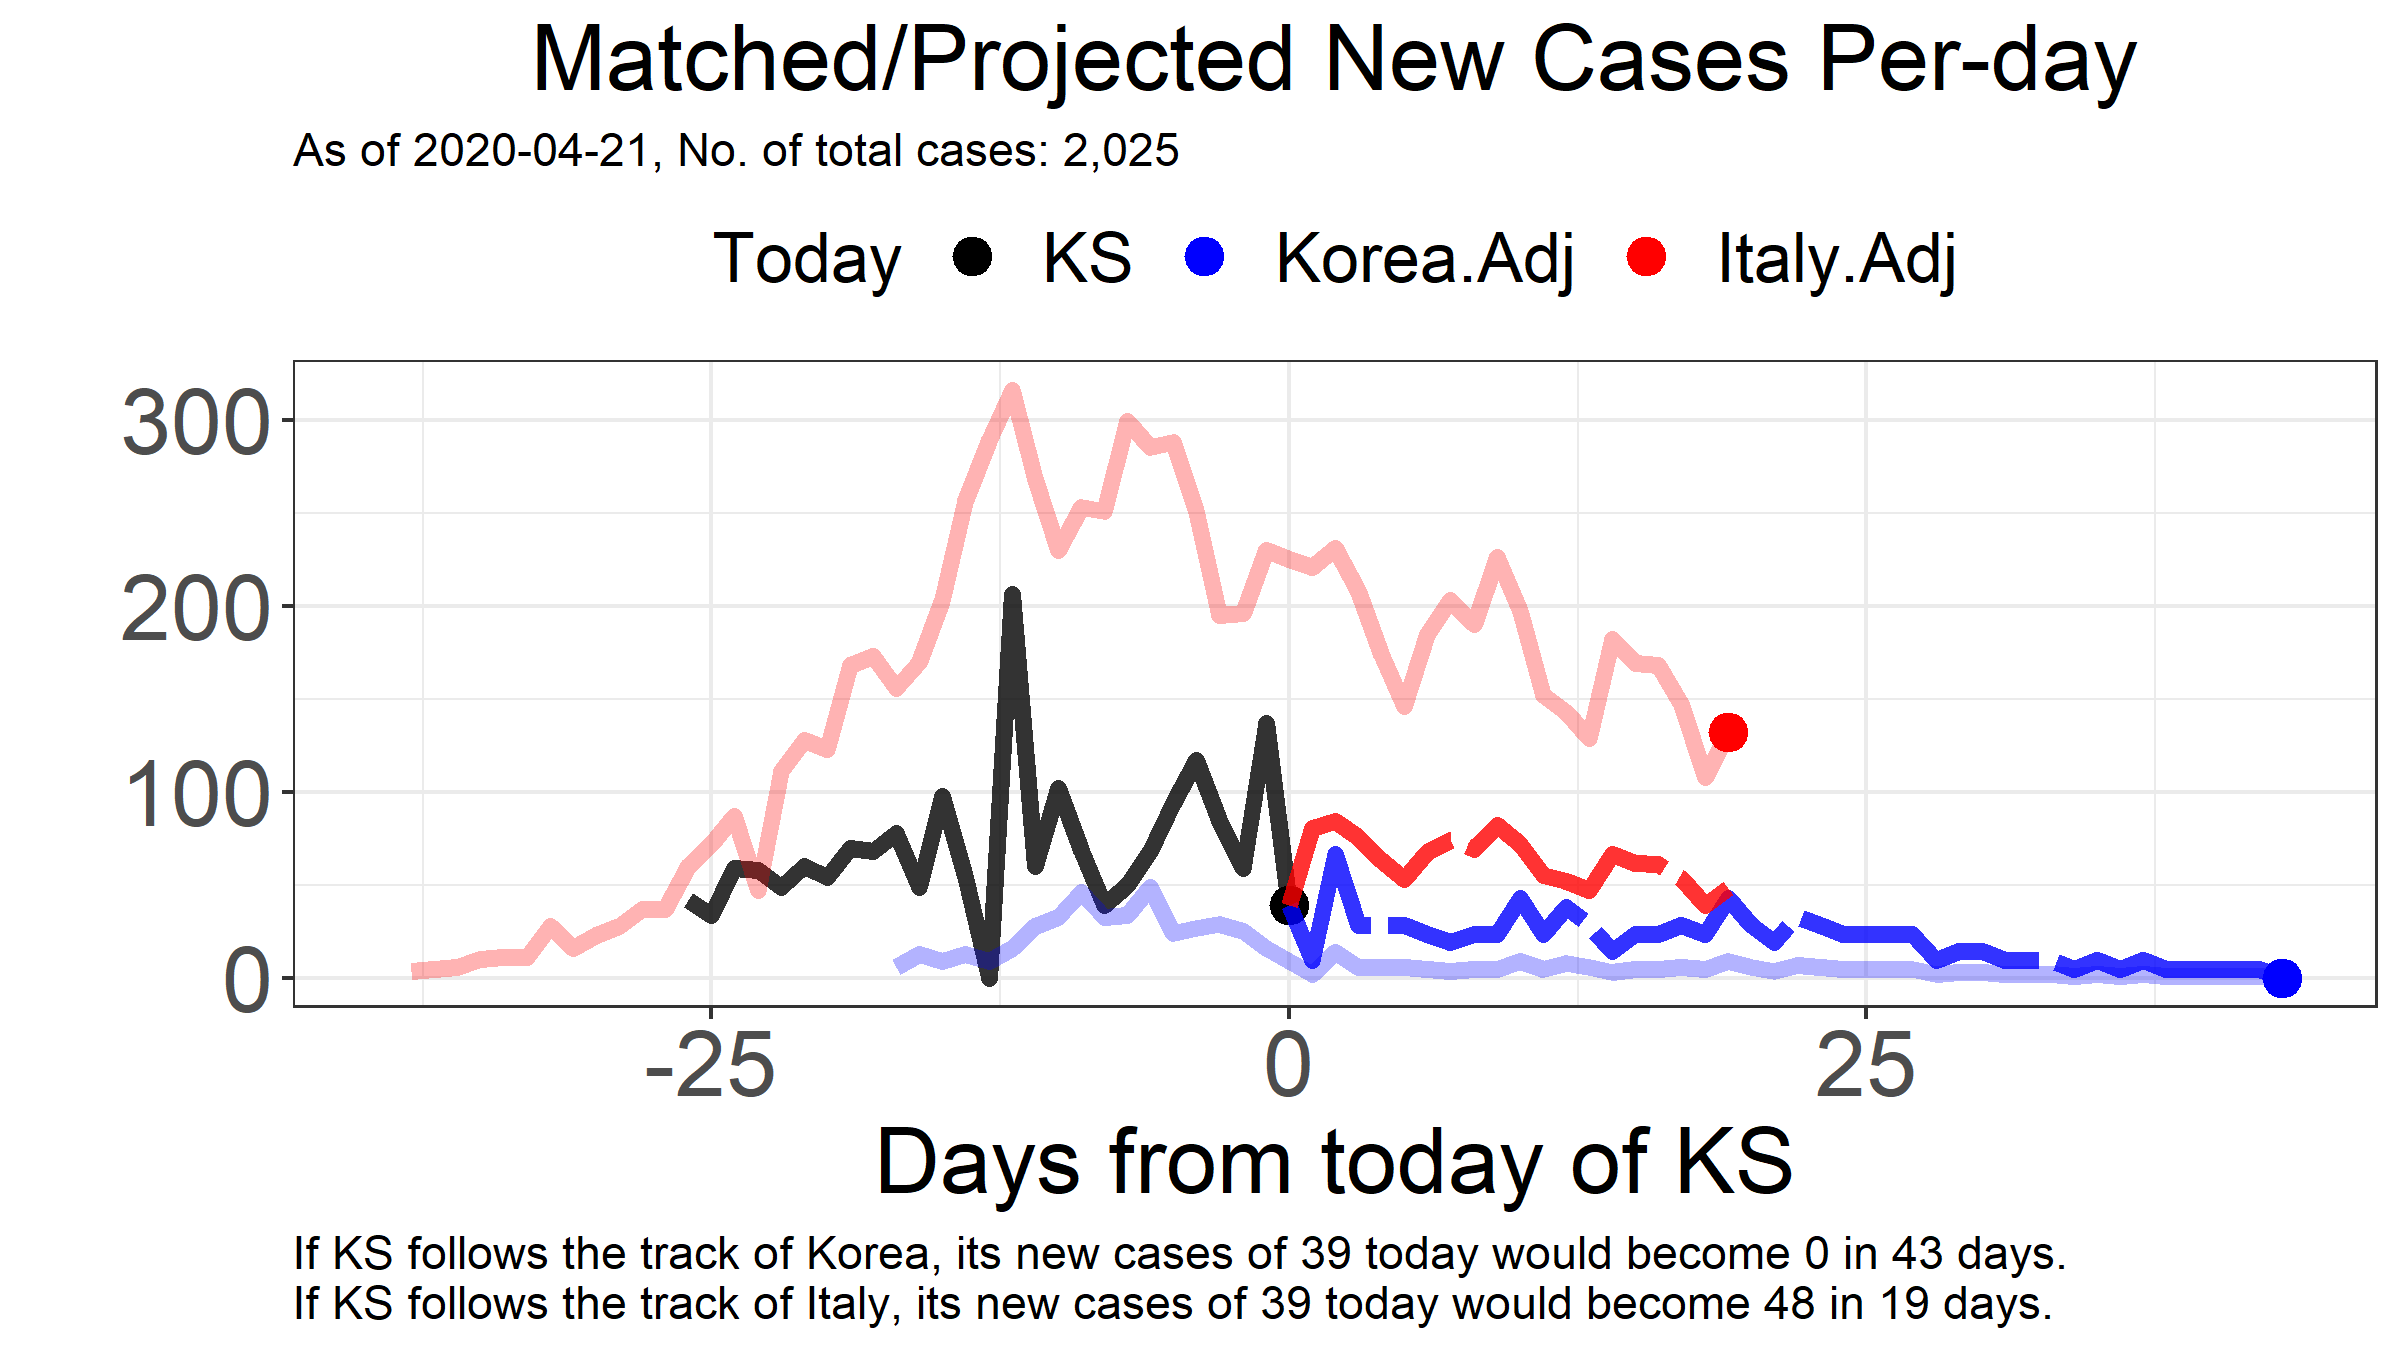 Matched/Projected New Cases Per-day
As of 2020-04-21, No. of total cases: 2,025
Today KS Korea.Adj Italy.Adj
300
200
100
0
-25 0 25
Days from today of KS
If KS follows the track of Korea, its new cases of 39 today would become 0 in 43 days.
If KS follows the track of Italy, its new cases of 39 today would become 48 in 19 days.